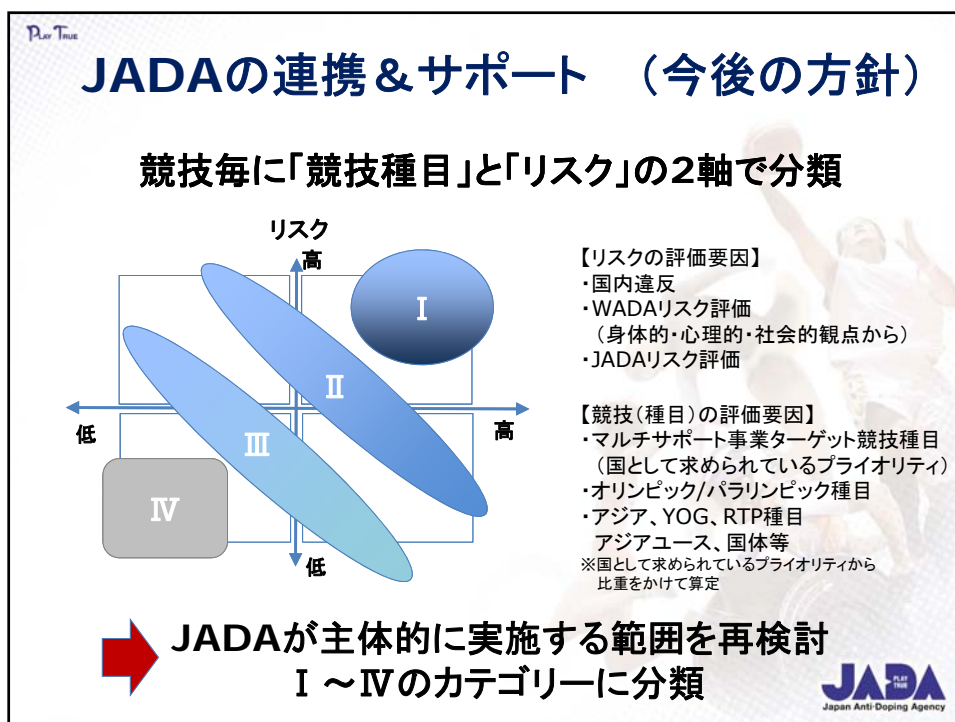 PLAY TRUE
JADAの連携＆サポート （今後の方針）
競技毎に｢競技種目｣と｢リスク｣の2軸で分類
リスク
高
Ⅰ
Ⅱ
低
高
Ⅲ
Ⅳ
低
【リスクの評価要因】
・国内違反
・WADAリスク評価
（身体的・心理的・社会的観点から）
・JADAリスク評価
【競技（種目）の評価要因】
・マルチサポート事業ターゲット競技種目
（国として求められているプライオリティ）
・オリンピック/パラリンピック種目
・アジア、YOG、RTP種目
アジアユース、国体等
※国として求められているプライオリティから
比重をかけて算定
JADAが主体的に実施する範囲を再検討
Ⅰ～Ⅳのカテゴリーに分類
JADA
PLAY TRUE
Japan Anti-Doping Agency